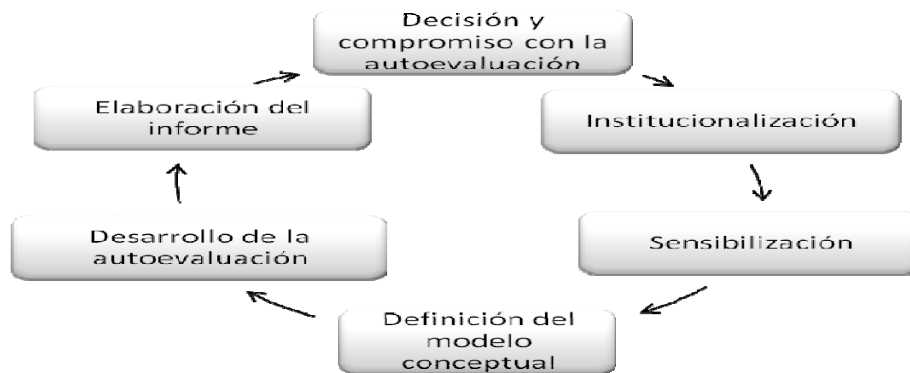 Decisión y
compromiso con la
autoevaluación
Institucionalización
Sensibilización
Definición del
modelo
conceptual
Desarrollo de la
autoevaluación
Elaboración del
informe